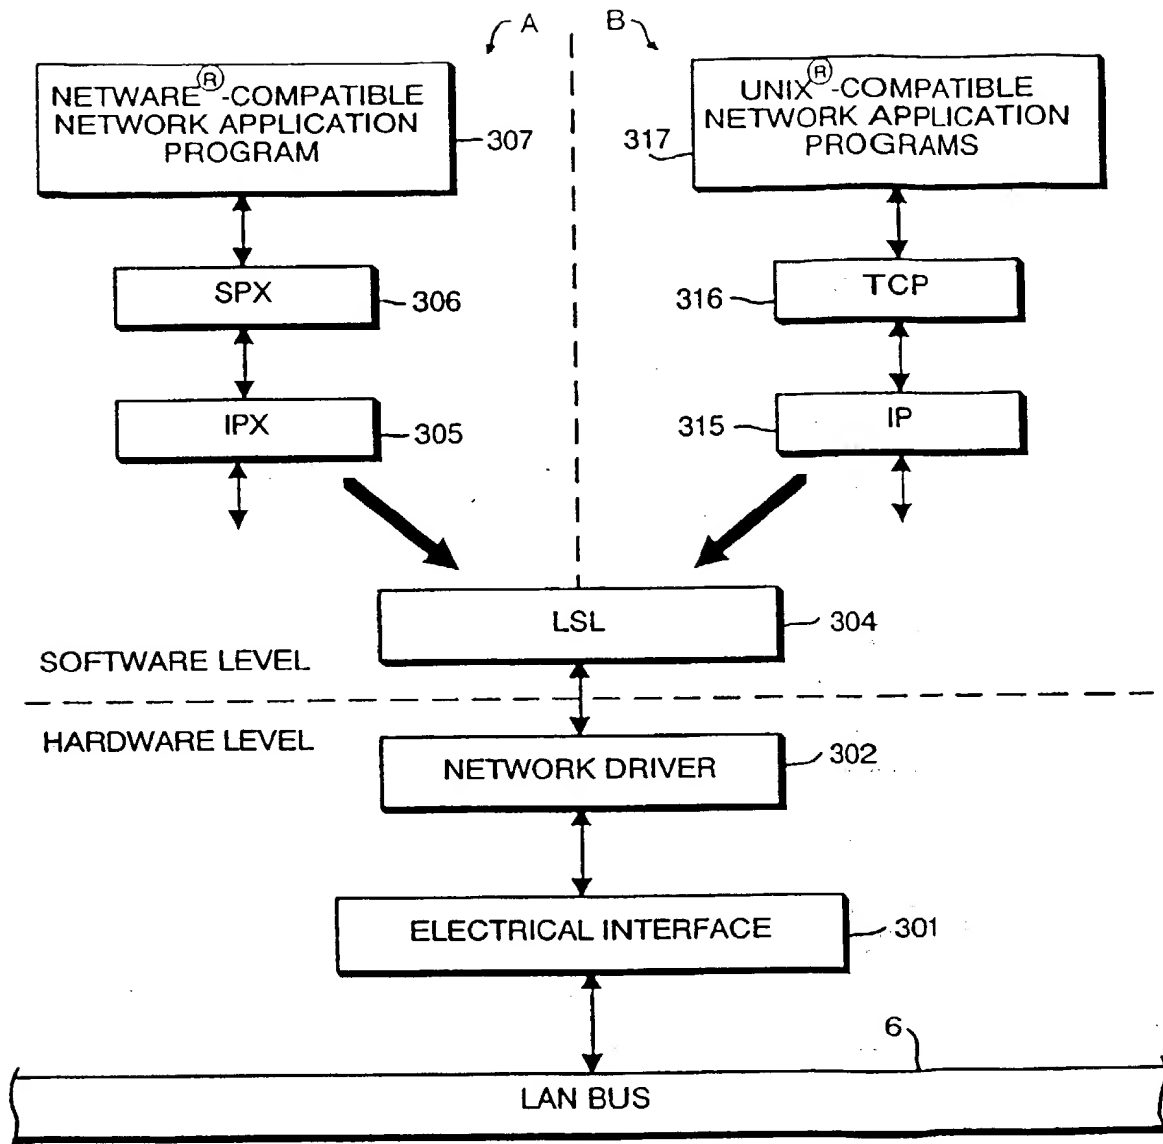 A
B
NETWARE®-COMPATIBLE
NETWORK APPLICATION
PROGRAM
307
317
UNIX®-COMPATIBLE
NETWORK APPLICATION
PROGRAMS
SPX
306
316
TCP
IPX
305
315
IP
LSL
304
SOFTWARE LEVEL
HARDWARE LEVEL
NETWORK DRIVER
302
ELECTRICAL INTERFACE
301
6
LAN BUS